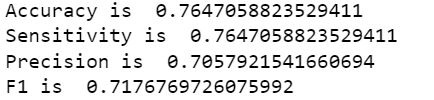 Accuracy is  0.7647058823529411
Sensitivity is  0.7647058823529411
Precision is  0.7057921541660694
F1 is  0.7176769726075992